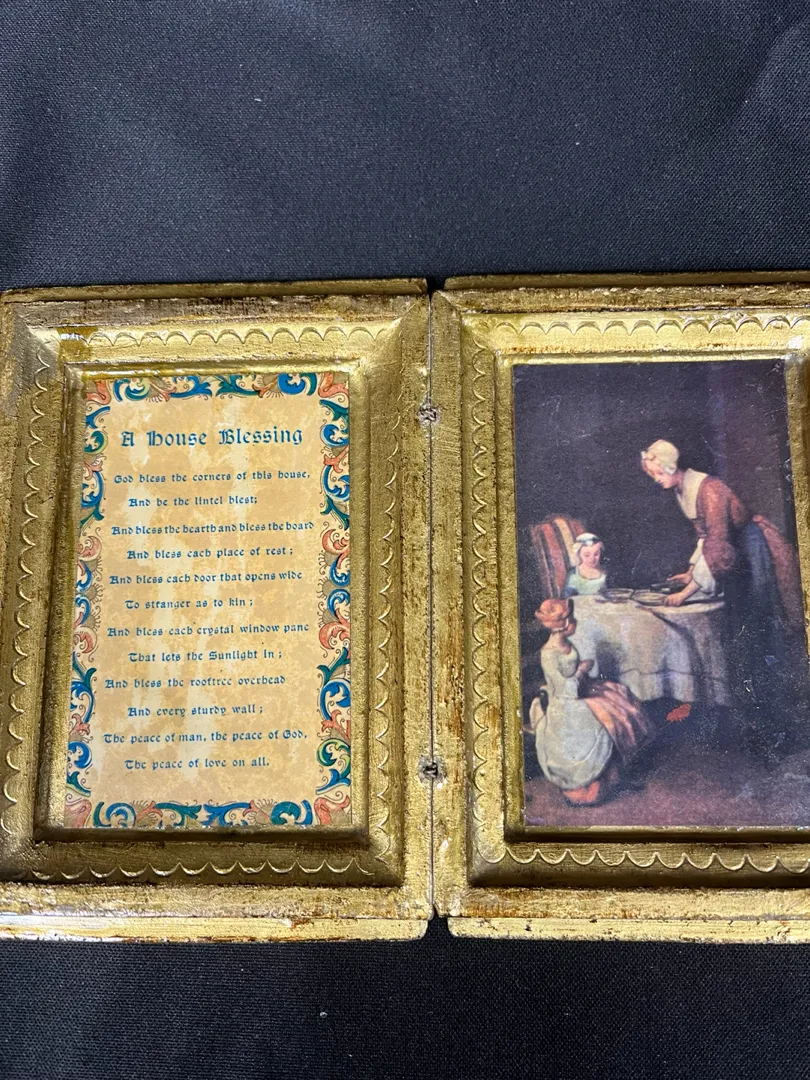 A House Blessing
God bless the corners of this house,
And be the lintel blest;
And bless the hearth and bless the board
And bless each place of rest;
And bless each door that opens wide
To stranger as to kin;
And bless each crystal window pane
That lets the Sunlight In;
And bless the rooftree overhead
And every sturdy wall;
The peace of man, the peace of God,
The peace of love on all.